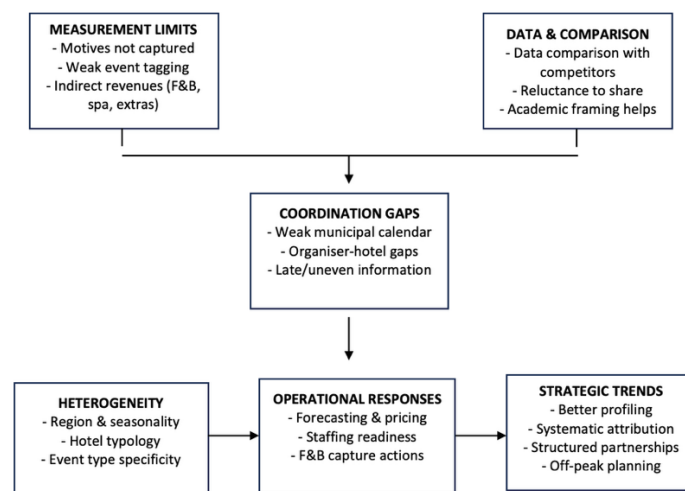 MEASUREMENT LIMITS
- Motives not captured
- Weak event tagging
- Indirect revenues (F&B,
spa, extras)
DATA & COMPARISON
- Data comparison with
competitors
- Reluctance to share
- Academic framing helps
COORDINATION GAPS
- Weak municipal calendar
- Organiser-hotel gaps
- Late/uneven information
HETEROGENEITY
- Region & seasonality
- Hotel typology
- Event type specificity
OPERATIONAL RESPONSES
- Forecasting & pricing
- Staffing readiness
- F&B capture actions
STRATEGIC TRENDS
- Better profiling
- Systematic attribution
- Structured partnerships
- Off-peak planning